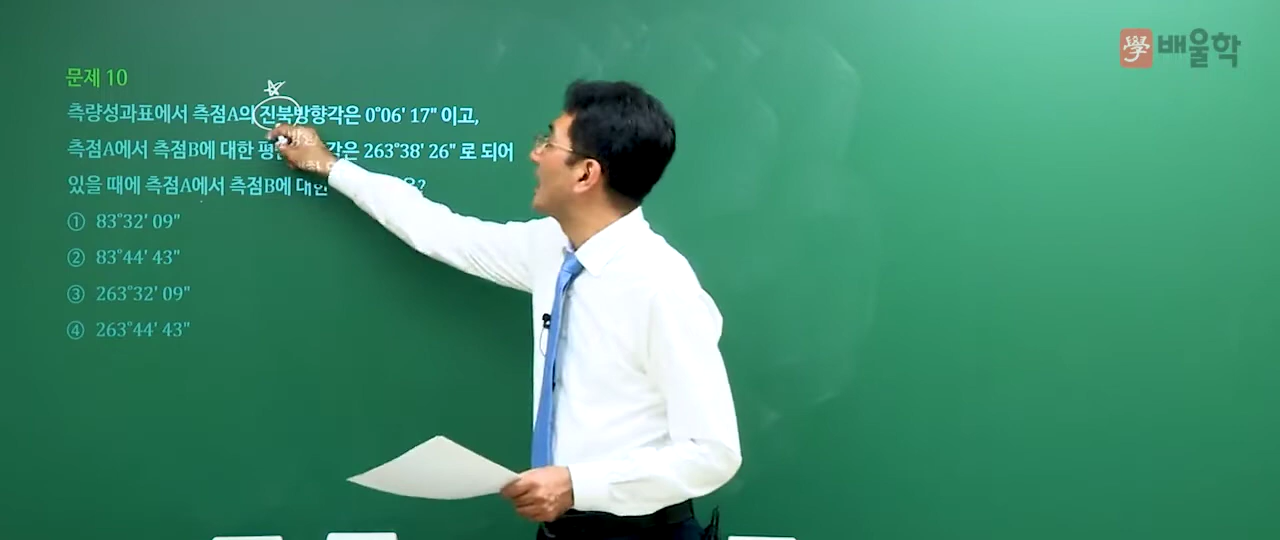 學 배울학
문제 10
측량성과표에서 측점A의 진북방향각은 0°06' 17" 이고,
측점A에서 측점B에 대한 각은 263°38' 26" 로 되어
있을 때에 측점A에서 측점B에 대한 은?
① 83°32' 09"
② 83°44' 43"
③ 263°32' 09"
④ 263°44' 43"